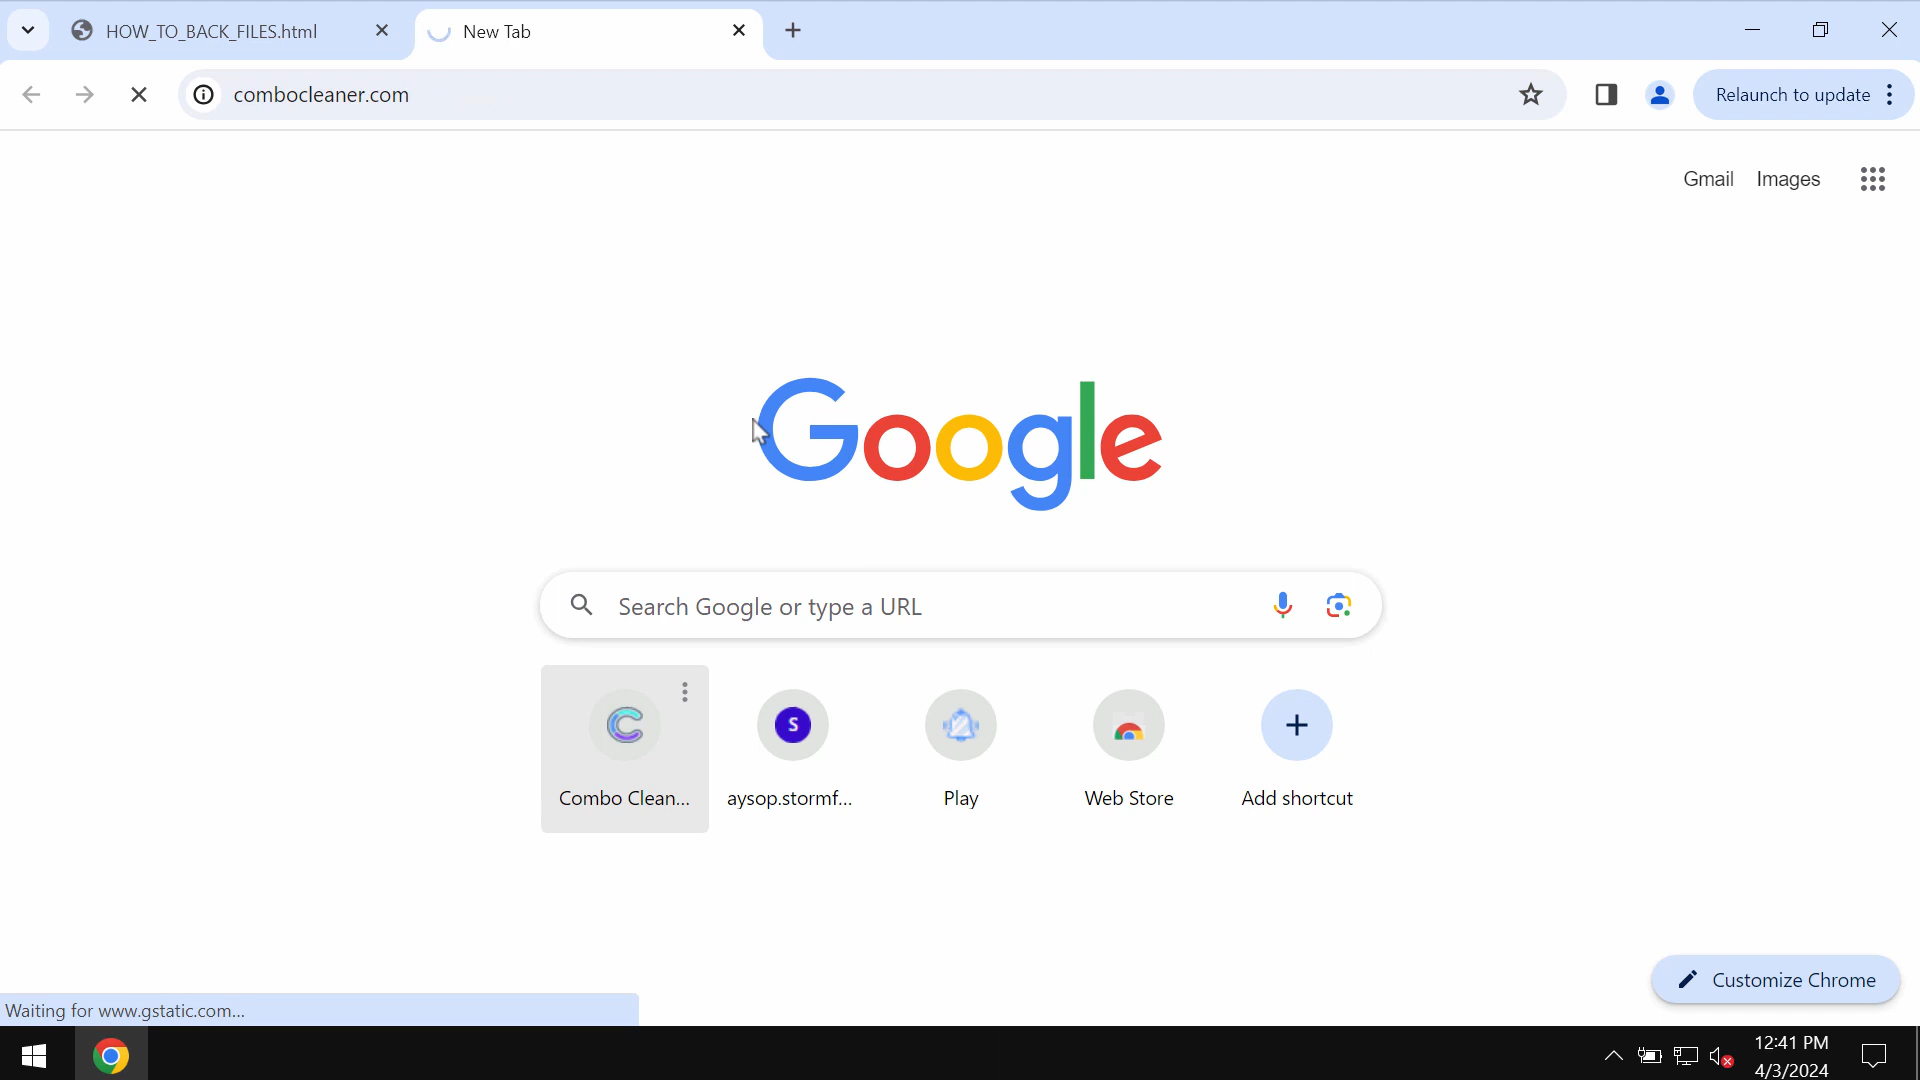 HOW_TO_BACK_FILES.html
New Tab
combocleaner.com
Relaunch to update
Gmail
Images
Google
Search Google or type a URL
C
S
Combo Clean...
aysop.stormf...
Play
Web Store
Add shortcut
Customize Chrome
Waiting for www.gstatic.com...
12:41 PM
4/3/2024